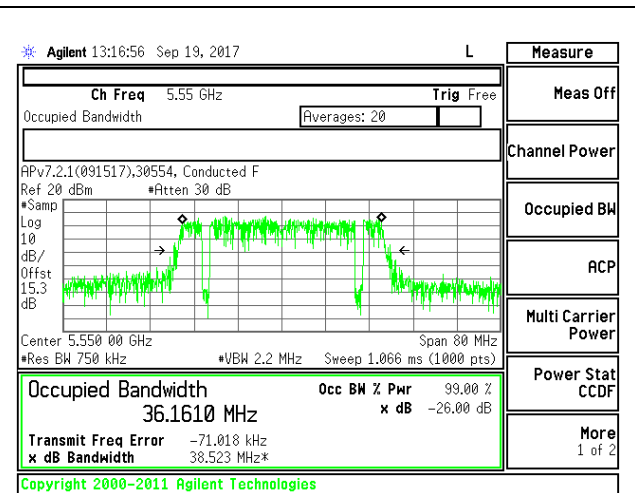 Agilent 13:16:56 Sep 19, 2017 L
Measure
Ch Freq 5.55 GHz Trig Free
Occupied Bandwidth Averages: 20
Meas Off
Channel Power
APv7.2.1(091517),30554, Conducted F
Ref 20 dBm #Atten 30 dB
#Samp
Log
10
dB/
Offst
15.3
dB
Occupied BW
ACP
Multi Carrier
Power
Center 5.550 00 GHz Span 80 MHz
#Res BW 750 kHz #VBW 2.2 MHz Sweep 1.066 ms (1000 pts)
Power Stat
CCDF
Occupied Bandwidth Occ BW % Pwr 99.00 %
36.1610 MHz x dB -26.00 dB
Transmit Freq Error -71.018 kHz
x dB Bandwidth 38.523 MHz*
More
1 of 2
Copyright 2000-2011 Agilent Technologies